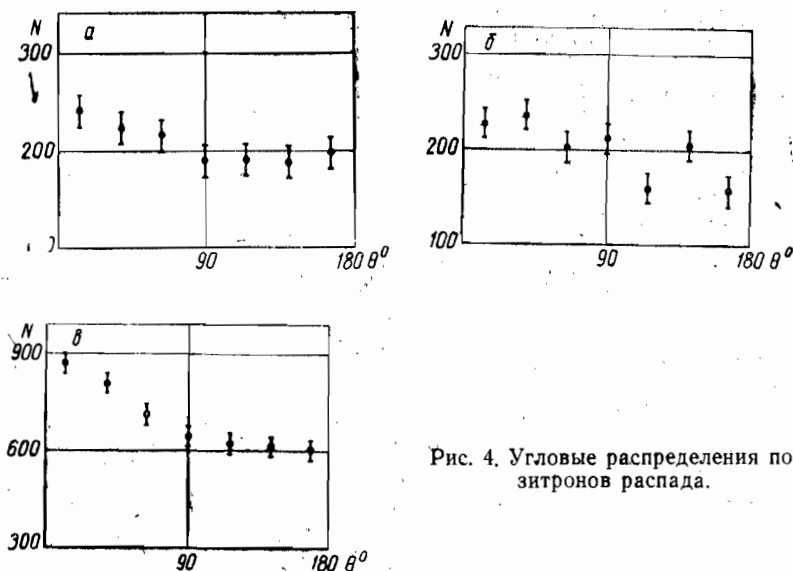 N
а
300
200
90
180 θ°
N
б
300
200
100
90
180 θ°
N
в
900
600
300
90
180 θ°
Рис. 4. Угловые распределения по
зитронов распада.